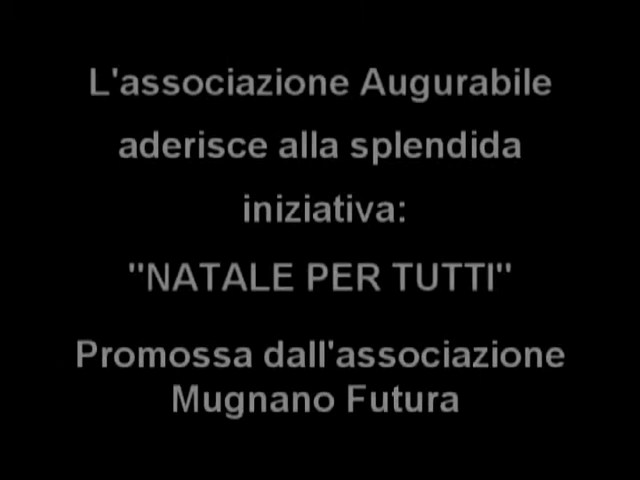 L'associazione Augurabile
aderisce alla splendida
iniziativa:
"NATALE PER TUTTI"
Promossa dall'associazione
Mugnano Futura